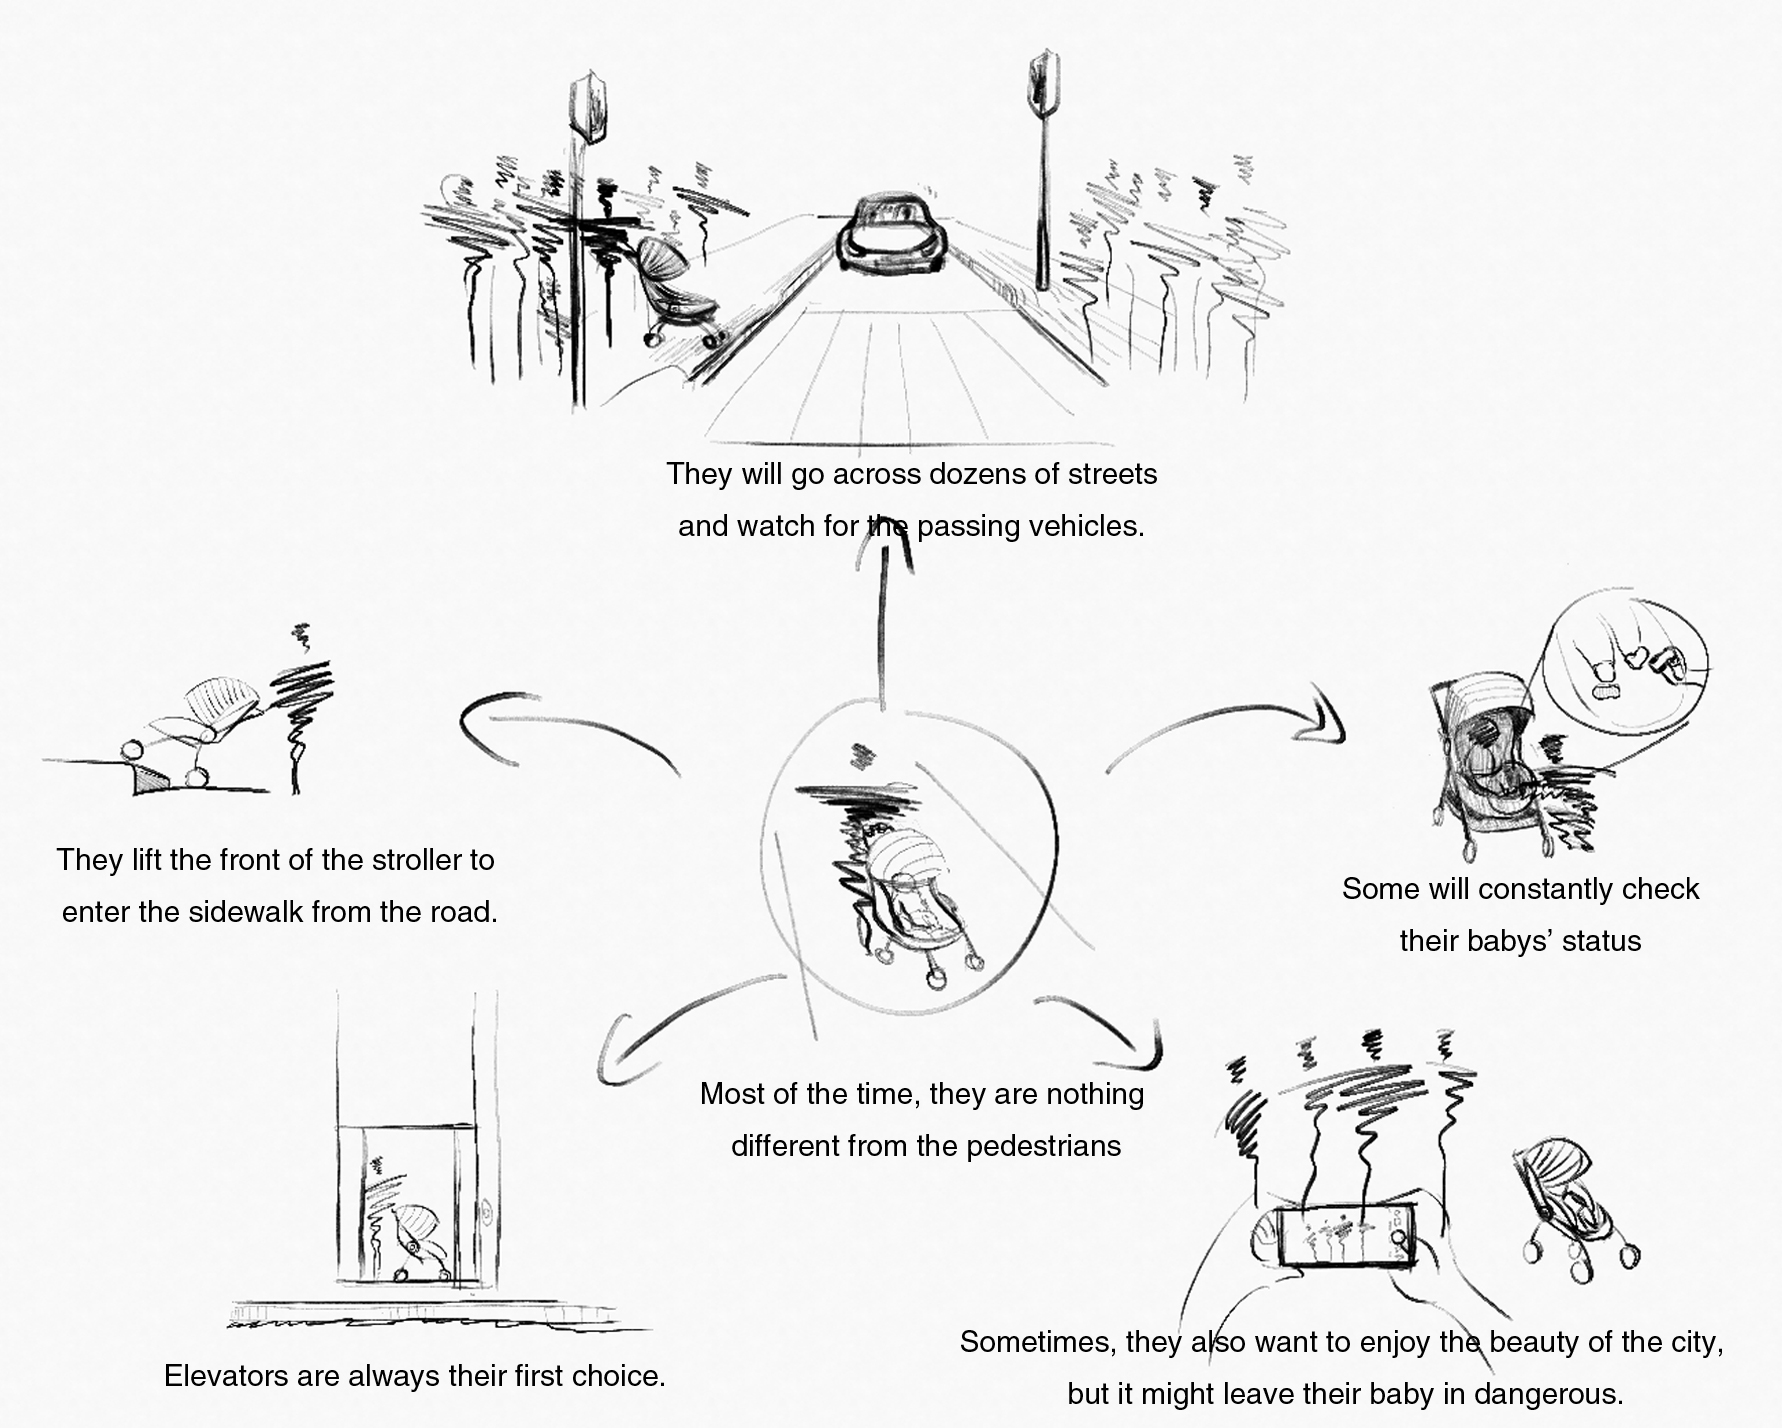 They will go across dozens of streets
and watch for the passing vehicles.
They lift the front of the stroller to
enter the sidewalk from the road.
Some will constantly check
their babys’ status
Most of the time, they are nothing
different from the pedestrians
Elevators are always their first choice.
Sometimes, they also want to enjoy the beauty of the city,
but it might leave their baby in dangerous.